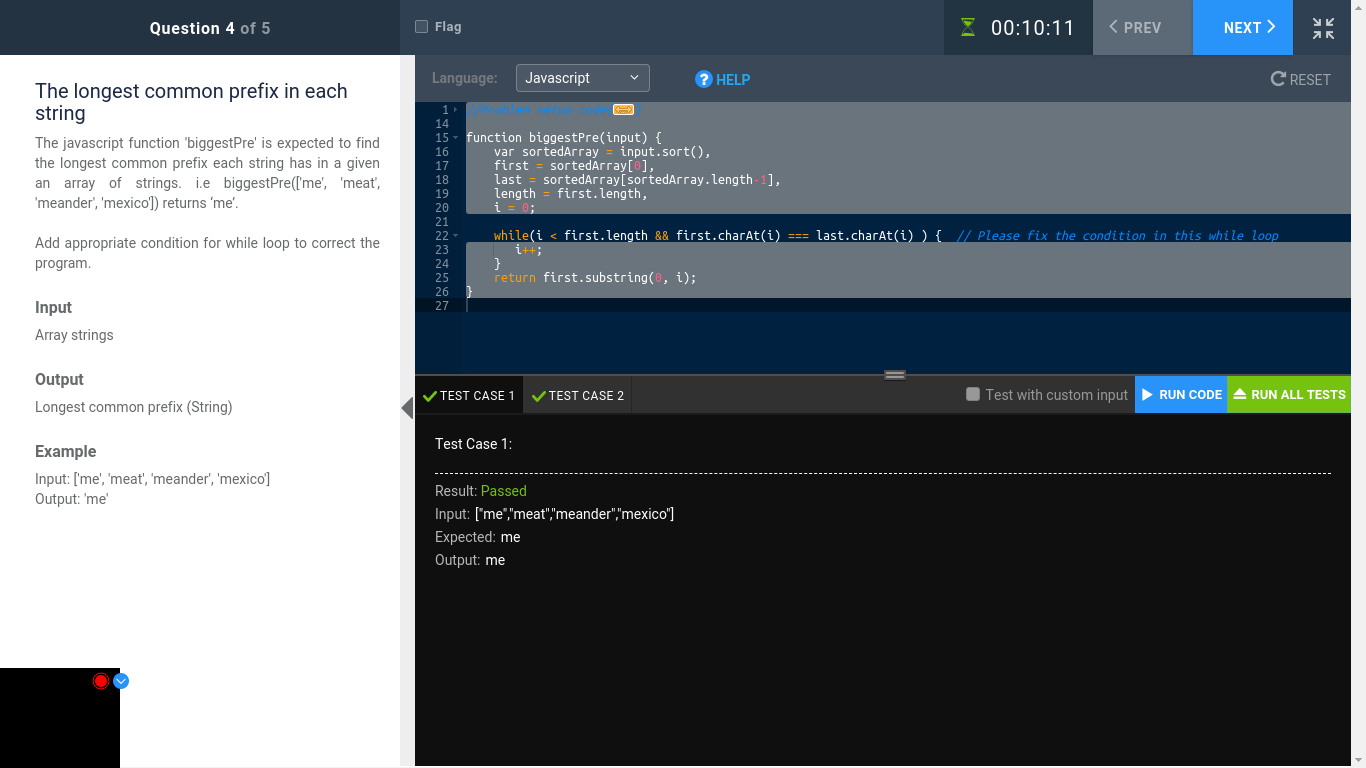 Question 4 of 5
Flag
00:10:11
PREV
NEXT
The longest common prefix in each
string
The javascript function 'biggestPre' is expected to find
the longest common prefix each string has in a given
an array of strings. i.e biggestPre(['me', 'meat',
'meander', 'mexico']) returns ‘me’.
Add appropriate condition for while loop to correct the
program.
Input
Array strings
Output
Longest common prefix (String)
Example
Input: ['me', 'meat', 'meander', 'mexico']
Output: 'me'
Language:
Javascript
HELP
RESET
1
14
15 function biggestPre(input) {
16 var sortedArray = input.sort(),
17 first = sortedArray[0],
18 last = sortedArray[sortedArray.length-1],
19 length = first.length,
20 i = 0;
21
22 while(i < first.length && first.charAt(i) === last.charAt(i) ) { // Please fix the condition in this while loop
23 i++;
24 }
25 return first.substring(0, i);
26 }
27
TEST CASE 1
TEST CASE 2
Test with custom input
RUN CODE
RUN ALL TESTS
Test Case 1:
Result: Passed
Input: ["me","meat","meander","mexico"]
Expected: me
Output: me